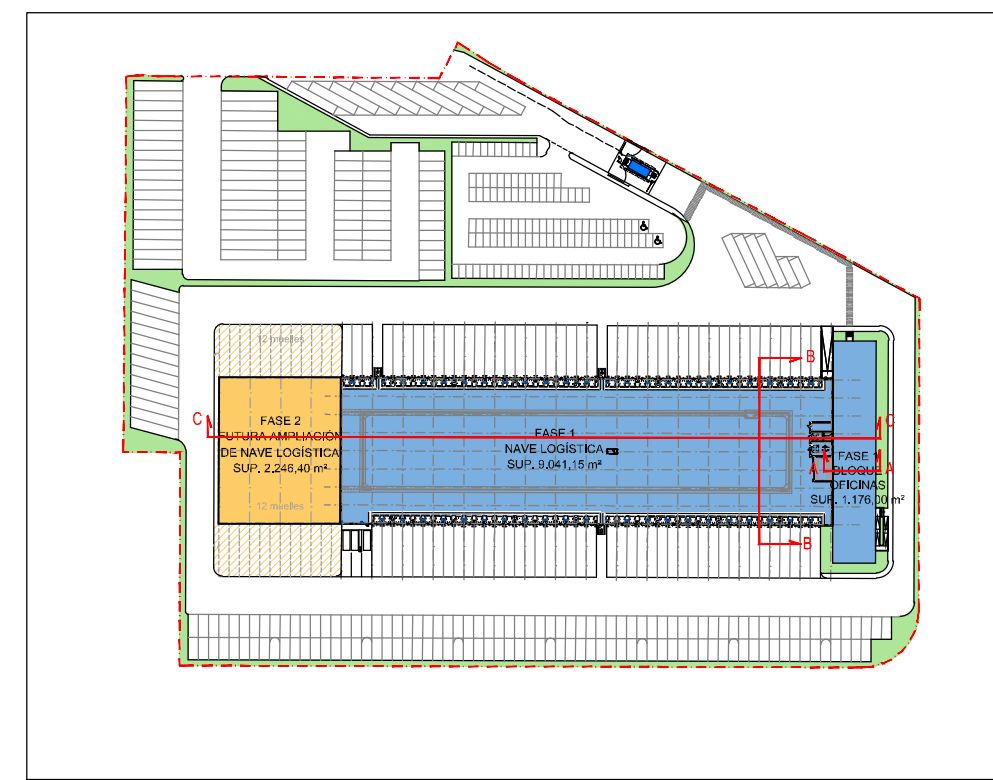 12 muelles
B
C
FASE 2
FUTURA AMPLIACIÓN
DE NAVE LOGÍSTICA
SUP. 2.246,40 m²
FASE 1
NAVE LOGÍSTICA
SUP. 9.041,15 m²
C
A
FASE 1
BLOQUE
OFICINAS
SUP. 1.176,00 m²
A
12 muelles
B